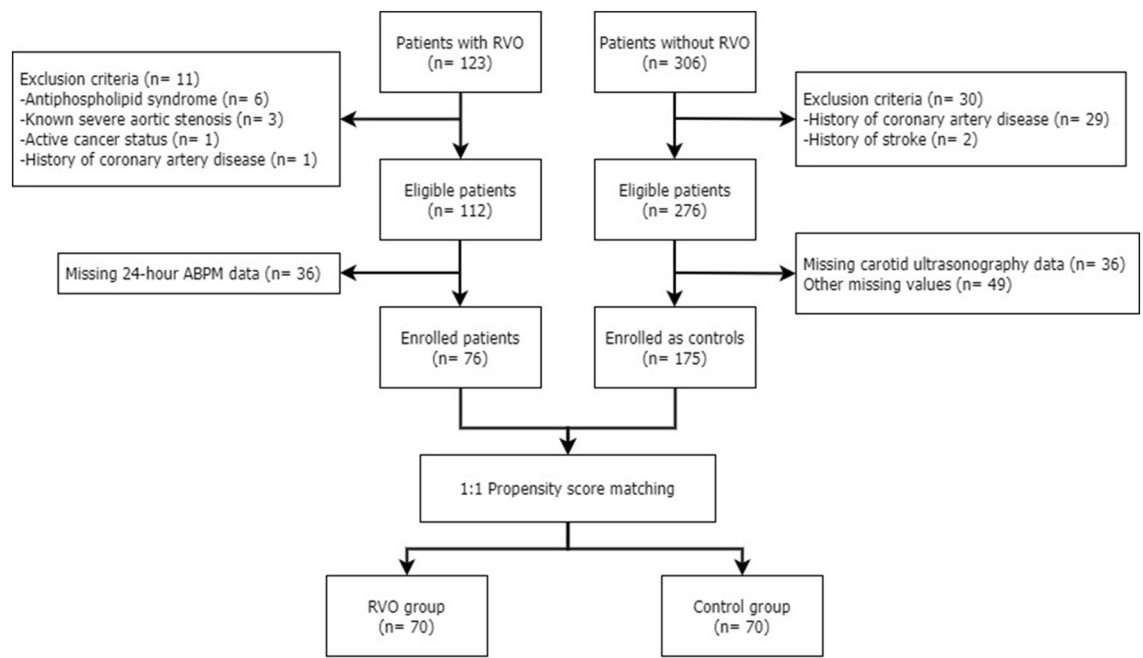 Patients with RVO
(n= 123)
Patients without RVO
(n= 306)
Exclusion criteria (n= 11)
-Antiphospholipid syndrome (n= 6)
-Known severe aortic stenosis (n= 3)
-Active cancer status (n= 1)
-History of coronary artery disease (n= 1)
Exclusion criteria (n= 30)
-History of coronary artery disease (n= 29)
-History of stroke (n= 2)
Eligible patients
(n= 112)
Eligible patients
(n= 276)
Missing 24-hour ABPM data (n= 36)
Missing carotid ultrasonography data (n= 36)
Other missing values (n= 49)
Enrolled patients
(n= 76)
Enrolled as controls
(n= 175)
1:1 Propensity score matching
RVO group
(n= 70)
Control group
(n= 70)